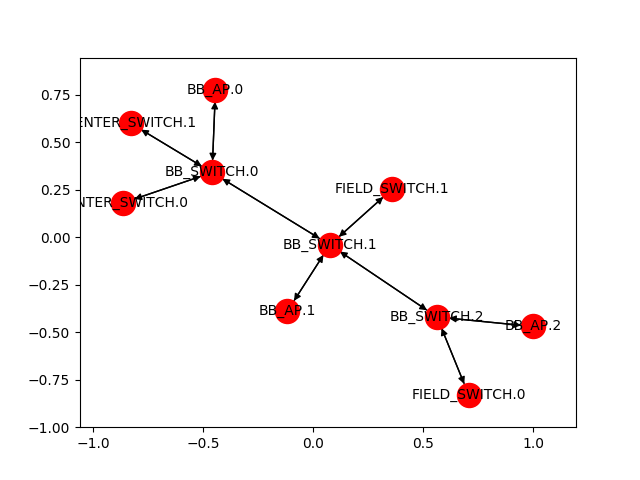 BB_AP.0
ENTER_SWITCH.1
BB_SWITCH.0
NTER_SWITCH.0
FIELD_SWITCH.1
BB_SWITCH.1
BB_AP.1
BB_SWITCH.2
BB_AP.2
FIELD_SWITCH.0
0.75
0.50
0.25
0.00
−0.25
−0.50
−0.75
−1.00
−1.0 −0.5 0.0 0.5 1.0